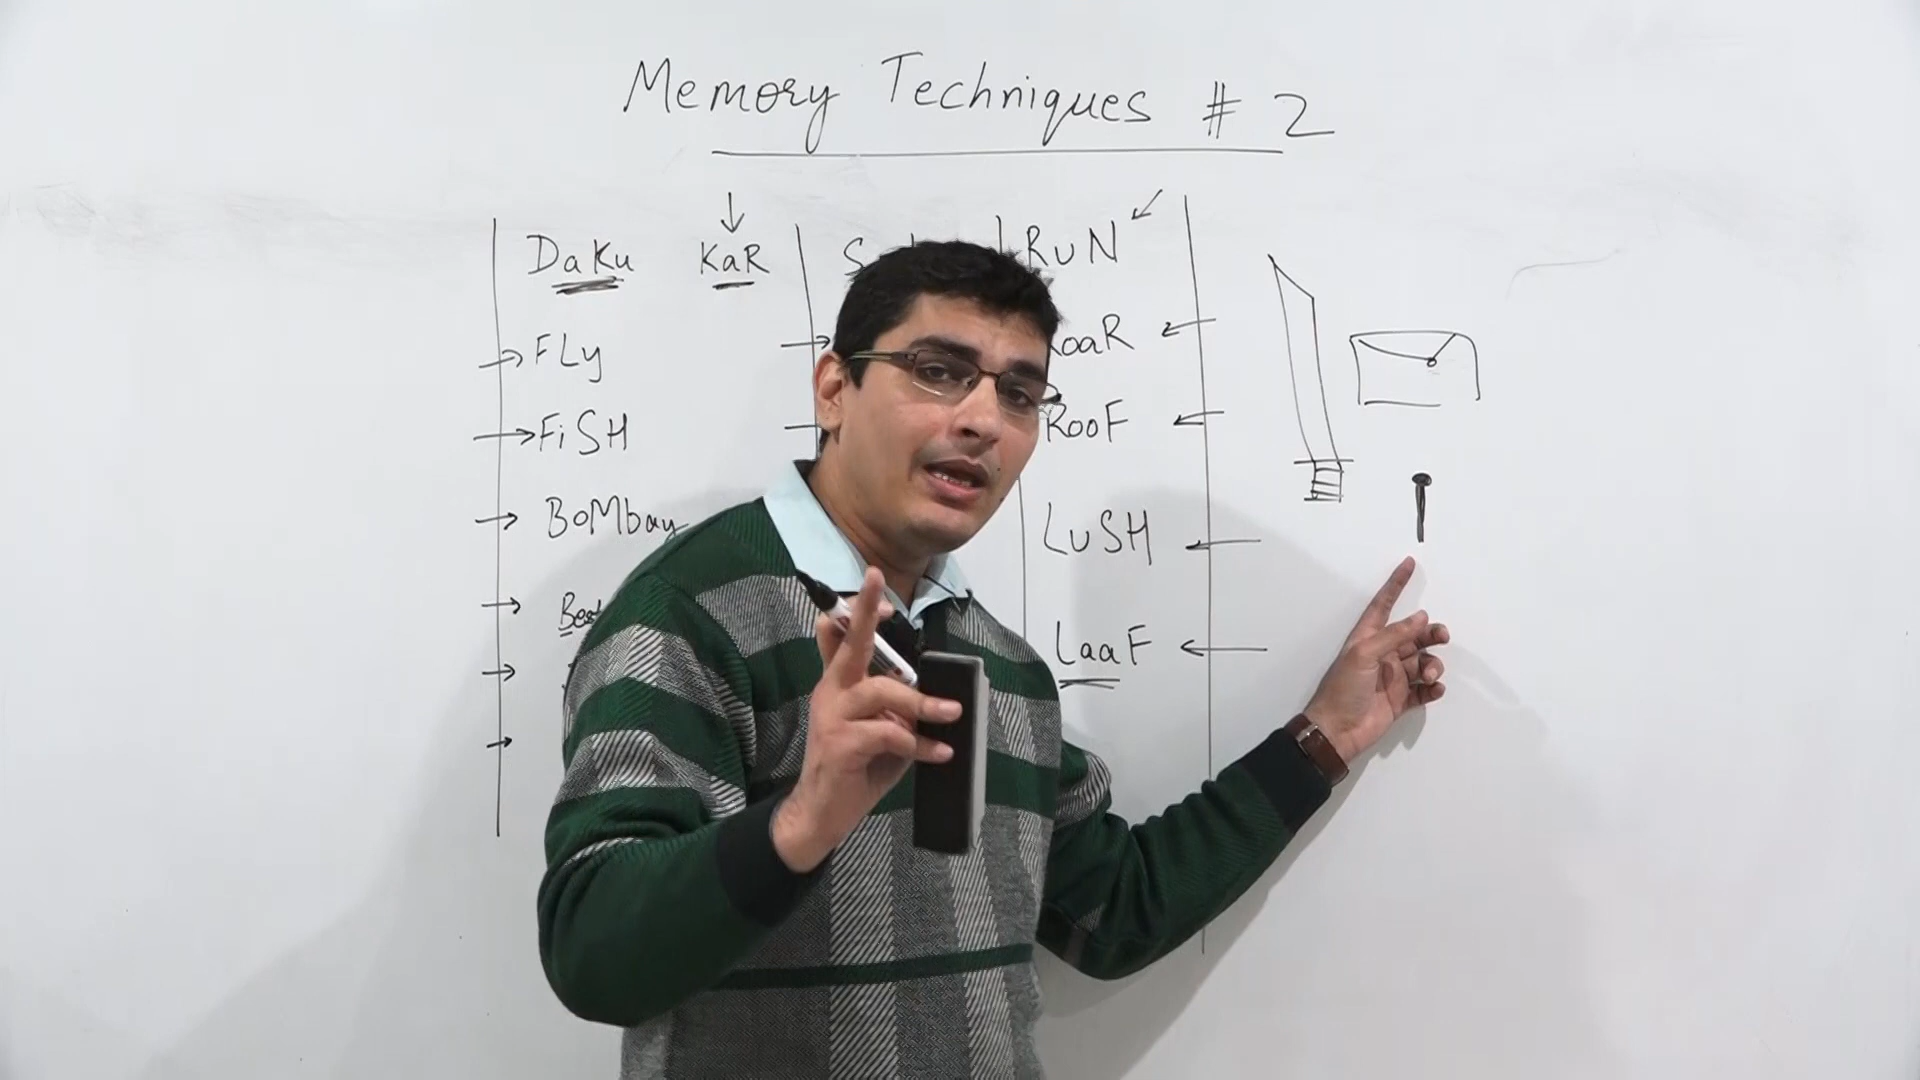 Memory Techniques # 2
DaKu KaR RuN
FLy RoaR
FiSH RooF
BoMbay LuSH
LaaF